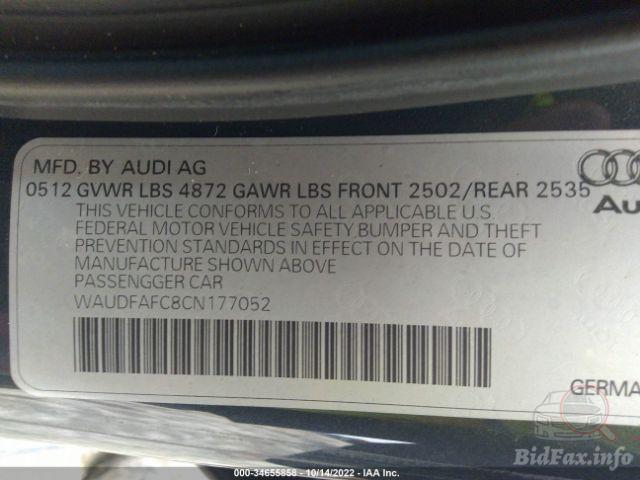 MFD. BY AUDI AG
0512 GVWR LBS 4872 GAWR LBS FRONT 2502/REAR 2535
THIS VEHICLE CONFORMS TO ALL APPLICABLE U.S.
FEDERAL MOTOR VEHICLE SAFETY BUMPER AND THEFT
PREVENTION STANDARDS IN EFFECT ON THE DATE OF
MANUFACTURE SHOWN ABOVE
PASSENGGER CAR
WAUDFAFC8CN177052
Au
GERMA
000-34655858 - 10/14/2022 - IAA Inc.
BidFax.info